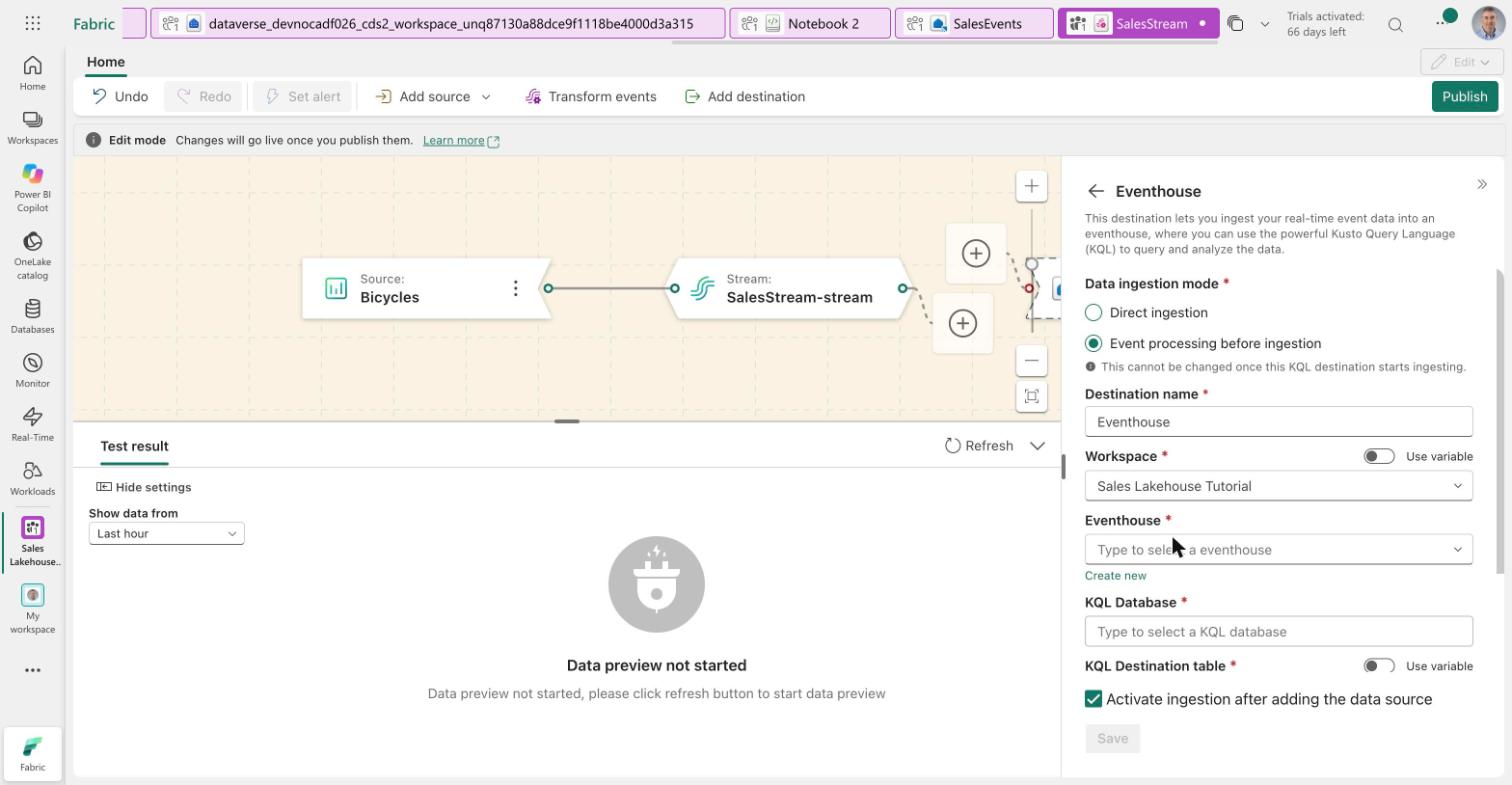 Fabric
dataverse_devnocadf026_cds2_workspace_unq87130a88dce9f1118be4000d3a315
Notebook 2
SalesEvents
SalesStream
Trials activated:
66 days left
Home
Edit
Undo
Redo
Set alert
Add source
Transform events
Add destination
Publish
Edit mode Changes will go live once you publish them. Learn more
Home
Workspaces
Power BI
Copilot
OneLake
catalog
Databases
Monitor
Real-Time
Workloads
Sales
Lakehouse..
My
workspace
Fabric
Source:
Bicycles
Stream:
SalesStream-stream
Test result
Refresh
Hide settings
Show data from
Last hour
Data preview not started
Data preview not started, please click refresh button to start data preview
Eventhouse
This destination lets you ingest your real-time event data into an
eventhouse, where you can use the powerful Kusto Query Language
(KQL) to query and analyze the data.
Data ingestion mode *
Direct ingestion
Event processing before ingestion
This cannot be changed once this KQL destination starts ingesting.
Destination name *
Eventhouse
Workspace *
Use variable
Sales Lakehouse Tutorial
Eventhouse *
Type to select a eventhouse
Create new
KQL Database *
Type to select a KQL database
KQL Destination table *
Use variable
Activate ingestion after adding the data source
Save